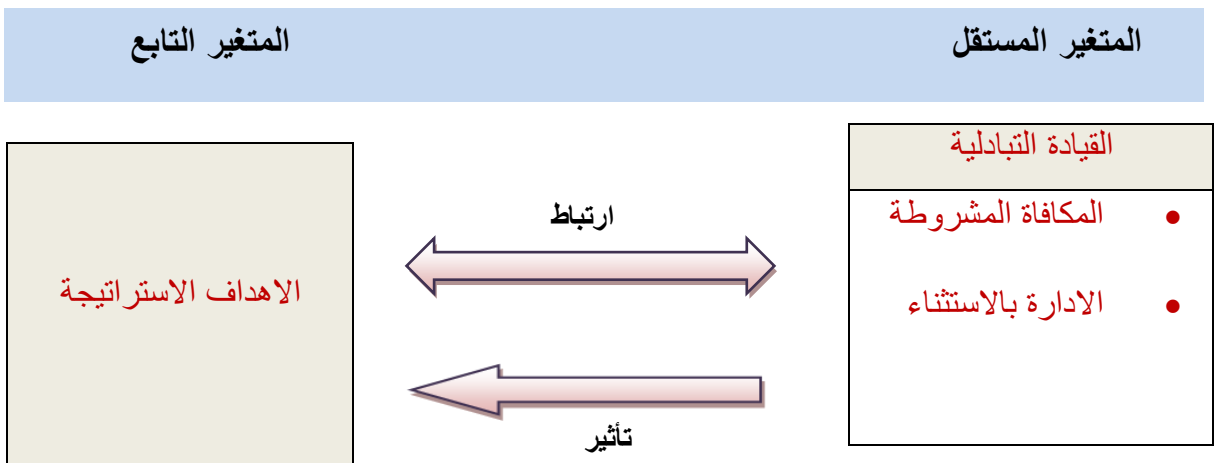 المتغير المستقل
المتغير التابع
القيادة التبادلية
• المكافاة المشروطة
• الادارة بالاستثناء
ارتباط
تأثير
الاهداف الاستراتيجة